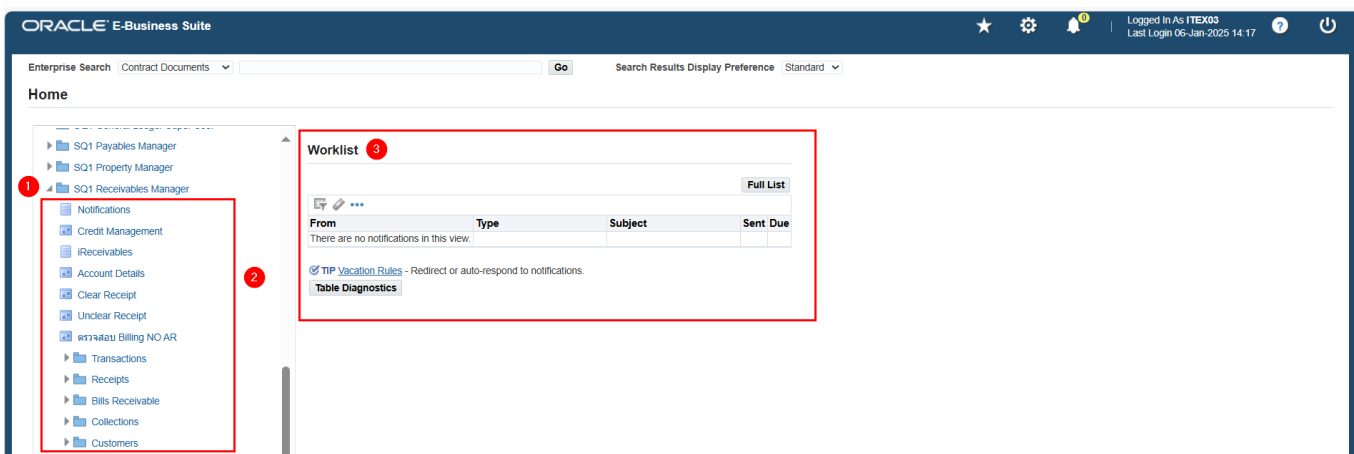 ORACLE E-Business Suite
0
Logged In As ITEX03
Last Login 06-Jan-2025 14:17
?
Enterprise Search Contract Documents Go Search Results Display Preference Standard
Home
SQ1 Payables Manager
SQ1 Property Manager
1 SQ1 Receivables Manager
Notifications
Credit Management
iReceivables
Account Details
Clear Receipt
Unclear Receipt
ตรวจสอบ Billing NO AR
Transactions
Receipts
Bills Receivable
Collections
Customers
2
Worklist 3
Full List
From Type Subject Sent Due
There are no notifications in this view.
TIP Vacation Rules - Redirect or auto-respond to notifications.
Table Diagnostics